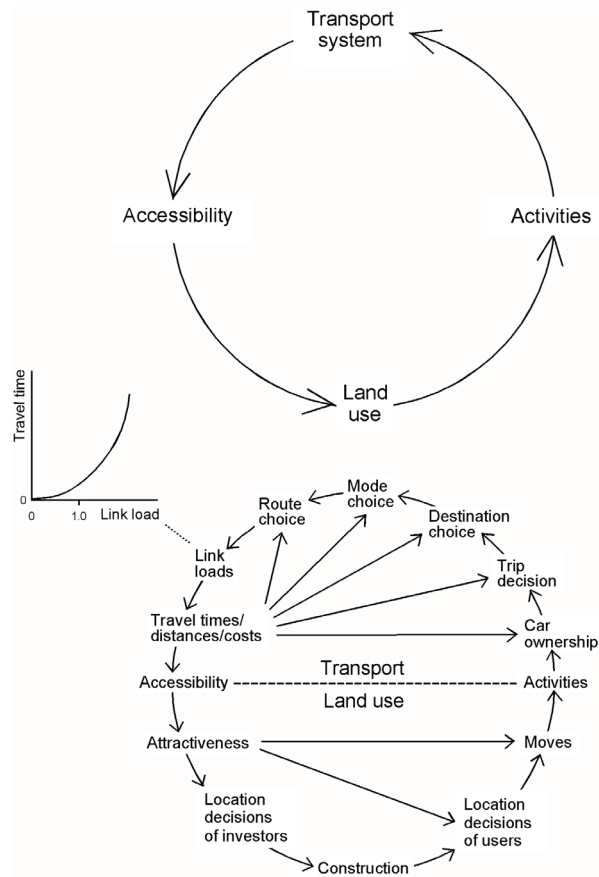 Transport
system
Accessibility
Activities
Land
use
Travel time
0
0
1.0
Link load
Mode
choice
Route
choice
Destination
choice
Link
loads
Trip
decision
Travel times/
distances/costs
Car
ownership
Transport
Accessibility
Activities
Land use
Attractiveness
Moves
Location
decisions
of investors
Location
decisions
of users
Construction